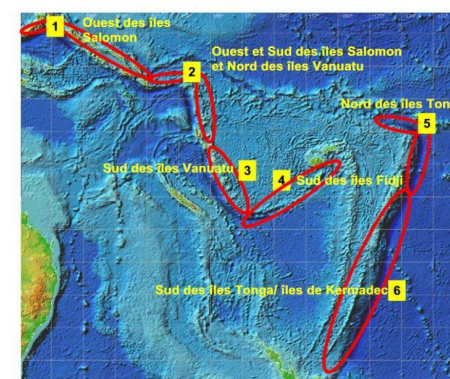 1
Ouest des îles
Salomon
2
Ouest et Sud des îles Salomon
et Nord des îles Vanuatu
Nord des îles Ton
5
Sud des îles Vanuatu
3
4
Sud des îles Fidji
Sud des îles Tonga/ îles de Kermadec
6